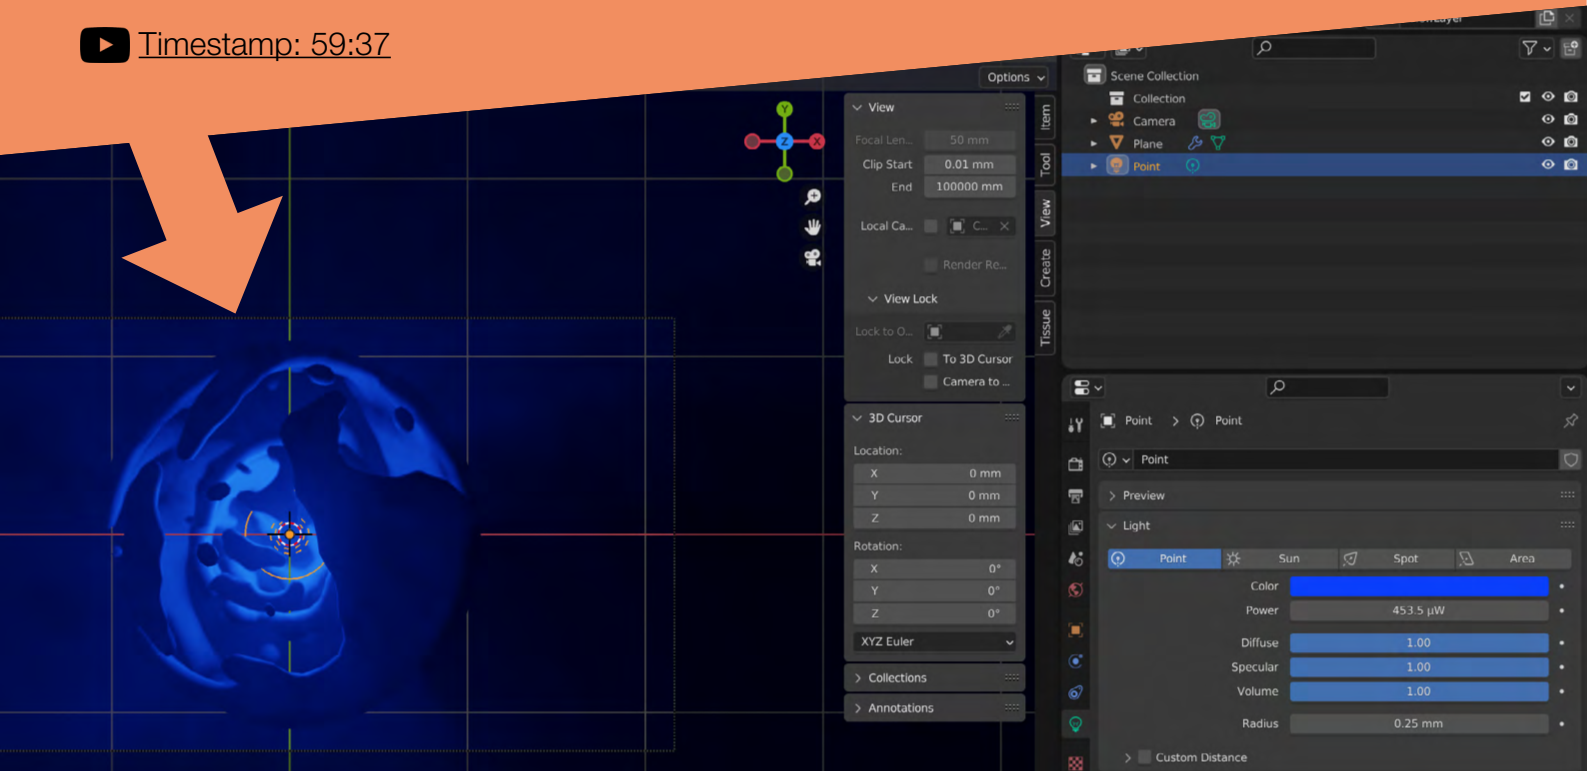 Timestamp: 59:37
Options
View
Focal Len...
50 mm
Clip Start
0.01 mm
End
100000 mm
Local Ca...
C...
Render Re...
View Lock
Lock to O...
Lock
To 3D Cursor
Camera to ...
3D Cursor
Location:
X
0 mm
Y
0 mm
Z
0 mm
Rotation:
X
0°
Y
0°
Z
0°
XYZ Euler
Collections
Annotations
Item
Tool
View
Create
Tissue
Y
Z
X
Scene Collection
Collection
Camera
Plane
Point
Point
Point
Point
Preview
Light
Point
Sun
Spot
Area
Color
Power
453.5 µW
Diffuse
1.00
Specular
1.00
Volume
1.00
Radius
0.25 mm
Custom Distance